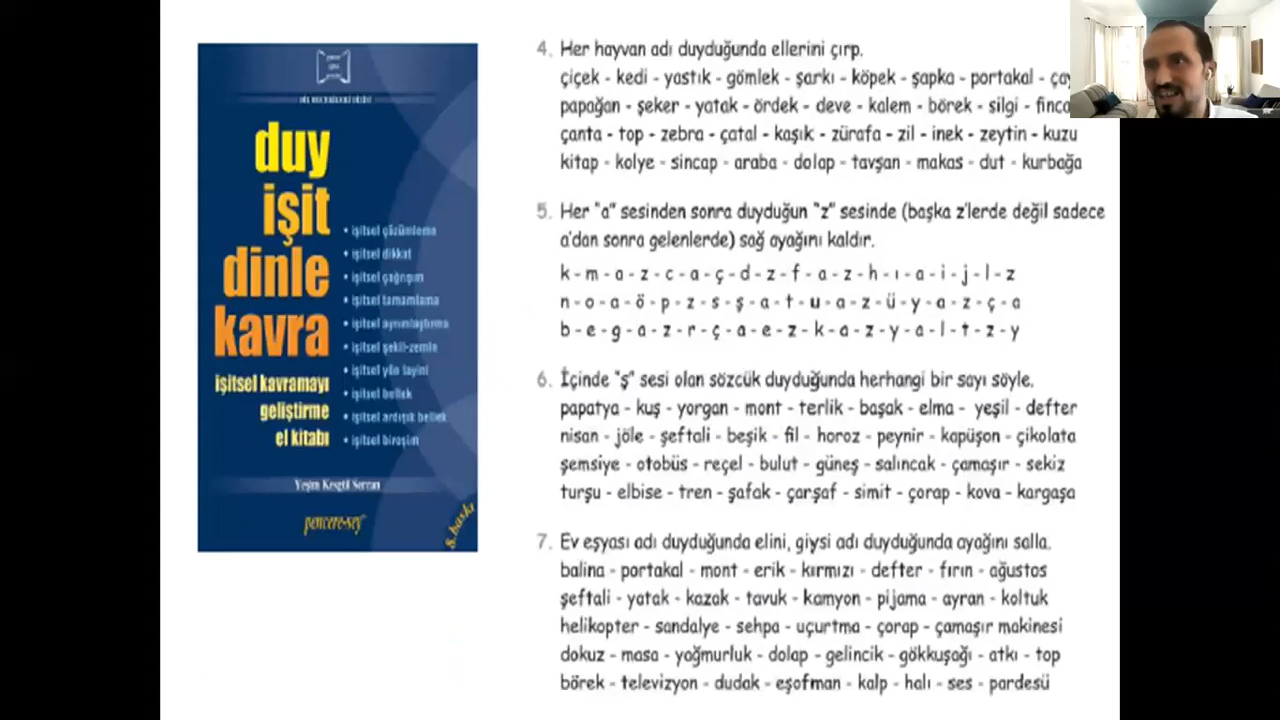 duy
işit
dinle
kavra
işitsel kavramayı
geliştirme
el kitabı
• işitsel çözümleme
• işitsel dikkat
• işitsel çağrışım
• işitsel tamamlama
• işitsel ayrımlaştırma
• işitsel şekil-zemin
• işitsel yön tayini
• işitsel bellek
• işitsel ardışık bellek
• işitsel birleşim
Yeşim Kesgül Sercan
pencere-sey
8. baskı
4. Her hayvan adı duyduğunda ellerini çırp.
çiçek - kedi - yastık - gömlek - şarkı - köpek - şapka - portakal -
papağan - şeker - yatak - ördek - deve - kalem - börek - silgi -
çanta - top - zebra - çatal - kaşık - zürafa - zil - inek - zeytin - kuzu
kitap - kolye - sincap - araba - dolap - tavşan - makas - dut - kurbağa
5. Her "a" sesinden sonra duyduğun "z" sesinde (başka z'lerde değil sadece
a'dan sonra gelenlerde) sağ ayağını kaldır.
k - m - a - z - c - a - ç - d - z - f - a - z - h - ı - a - i - j - l - z
n - o - a - ö - p - z - s - ş - a - t - u - a - z - ü - y - a - z - ç - a
b - e - g - a - z - r - ç - a - e - z - k - a - z - y - a - l - t - z - y
6. İçinde "ş" sesi olan sözcük duyduğunda herhangi bir sayı söyle.
papatya - kuş - yorgan - mont - terlik - başak - elma - yeşil - defter
nisan - jöle - şeftali - beşik - fil - horoz - peynir - kapüşon - çikolata
şemsiye - otobüs - reçel - bulut - güneş - salıncak - çamaşır - sekiz
turşu - elbise - tren - şafak - çarşaf - simit - çorap - kova - kargaşa
7. Ev eşyası adı duyduğunda elini, giysi adı duyduğunda ayağını salla.
balina - portakal - mont - erik - kırmızı - defter - fırın - ağustos
şeftali - yatak - kazak - tavuk - kamyon - pijama - ayran - koltuk
helikopter - sandalye - sehpa - uçurtma - çorap - çamaşır makinesi
dokuz - masa - yağmurluk - dolap - gelincik - gökkuşağı - atkı - top
börek - televizyon - dudak - eşofman - kalp - halı - ses - pardesü